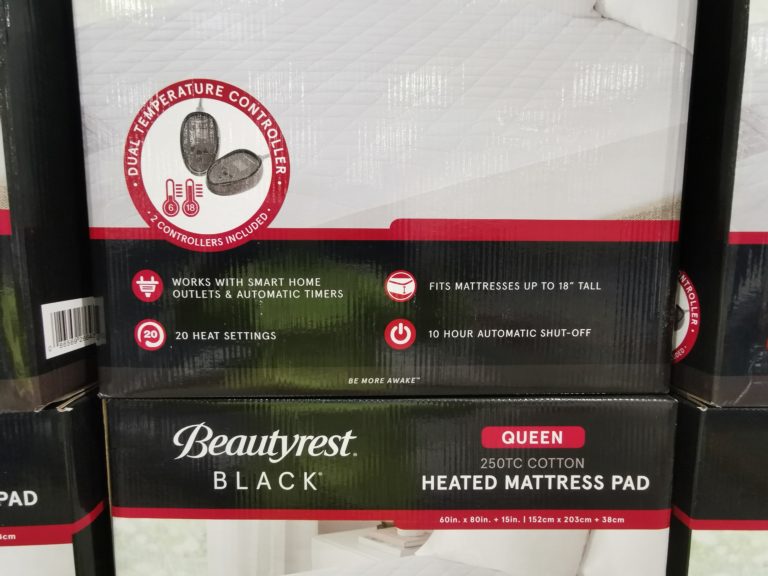 • DUAL TEMPERATURE CONTROLLER •
6 18
2 CONTROLLERS INCLUDED
WORKS WITH SMART HOME
OUTLETS & AUTOMATIC TIMERS
FITS MATTRESSES UP TO 18" TALL
20
20 HEAT SETTINGS
10 HOUR AUTOMATIC SHUT-OFF
BE MORE AWAKE™
Beautyrest®
BLACK®
QUEEN
250TC COTTON
HEATED MATTRESS PAD
60in. x 80in. + 15in. | 152cm x 203cm + 38cm
PAD